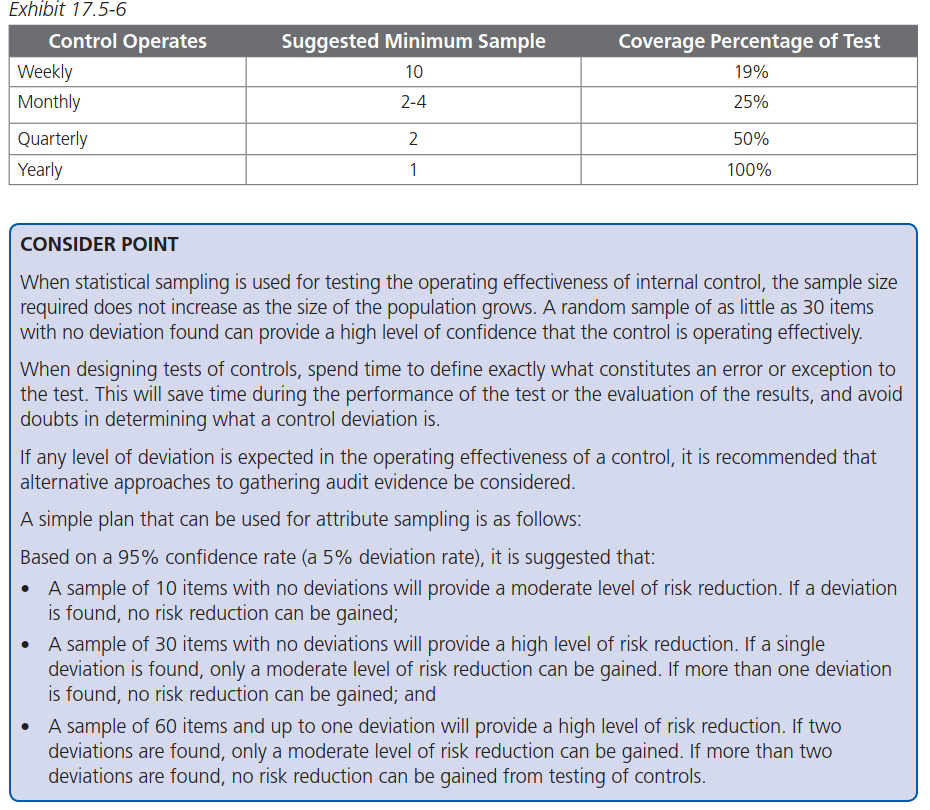 Exhibit 17.5-6
Control Operates Suggested Minimum Sample Coverage Percentage of Test
Weekly 10 19%
Monthly 2-4 25%
Quarterly 2 50%
Yearly 1 100%
CONSIDER POINT
When statistical sampling is used for testing the operating effectiveness of internal control, the sample size
required does not increase as the size of the population grows. A random sample of as little as 30 items
with no deviation found can provide a high level of confidence that the control is operating effectively.
When designing tests of controls, spend time to define exactly what constitutes an error or exception to
the test. This will save time during the performance of the test or the evaluation of the results, and avoid
doubts in determining what a control deviation is.
If any level of deviation is expected in the operating effectiveness of a control, it is recommended that
alternative approaches to gathering audit evidence be considered.
A simple plan that can be used for attribute sampling is as follows:
Based on a 95% confidence rate (a 5% deviation rate), it is suggested that:
• A sample of 10 items with no deviations will provide a moderate level of risk reduction. If a deviation
is found, no risk reduction can be gained;
• A sample of 30 items with no deviations will provide a high level of risk reduction. If a single
deviation is found, only a moderate level of risk reduction can be gained. If more than one deviation
is found, no risk reduction can be gained; and
• A sample of 60 items and up to one deviation will provide a high level of risk reduction. If two
deviations are found, only a moderate level of risk reduction can be gained. If more than two
deviations are found, no risk reduction can be gained from testing of controls.